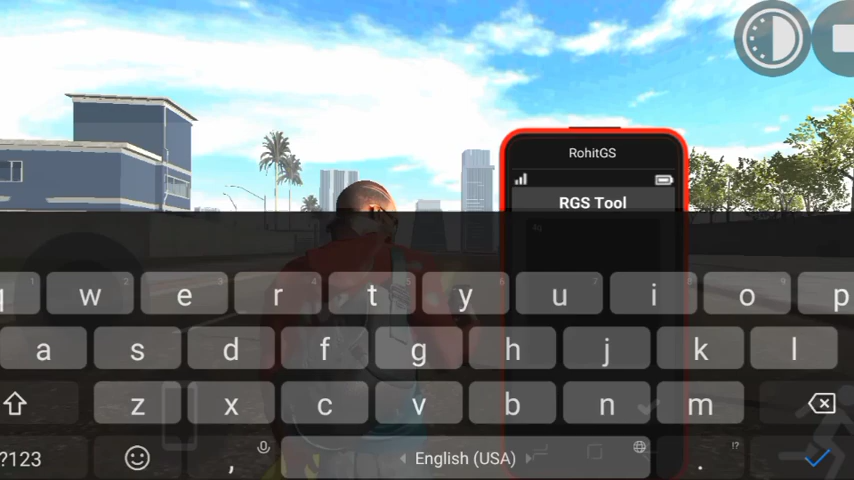 RohitGS
RGS Tool
q w e r t y u i o p
a s d f g h j k l
z x c v b n m
?123 , English (USA) . !?